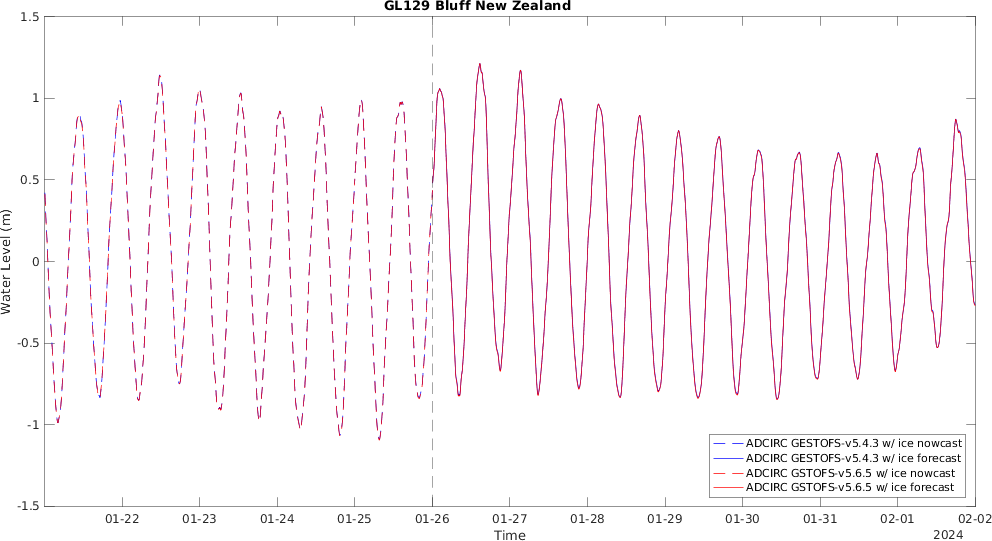 GL129 Bluff New Zealand
1.5
1
0.5
0
-0.5
-1
-1.5
Water Level (m)
ADCIRC GESTOFS-v5.4.3 w/ ice nowcast
ADCIRC GESTOFS-v5.4.3 w/ ice forecast
ADCIRC GSTOFS-v5.6.5 w/ ice nowcast
ADCIRC GSTOFS-v5.6.5 w/ ice forecast
01-22 01-23 01-24 01-25 01-26 01-27 01-28 01-29 01-30 01-31 02-01 02-02
Time
2024